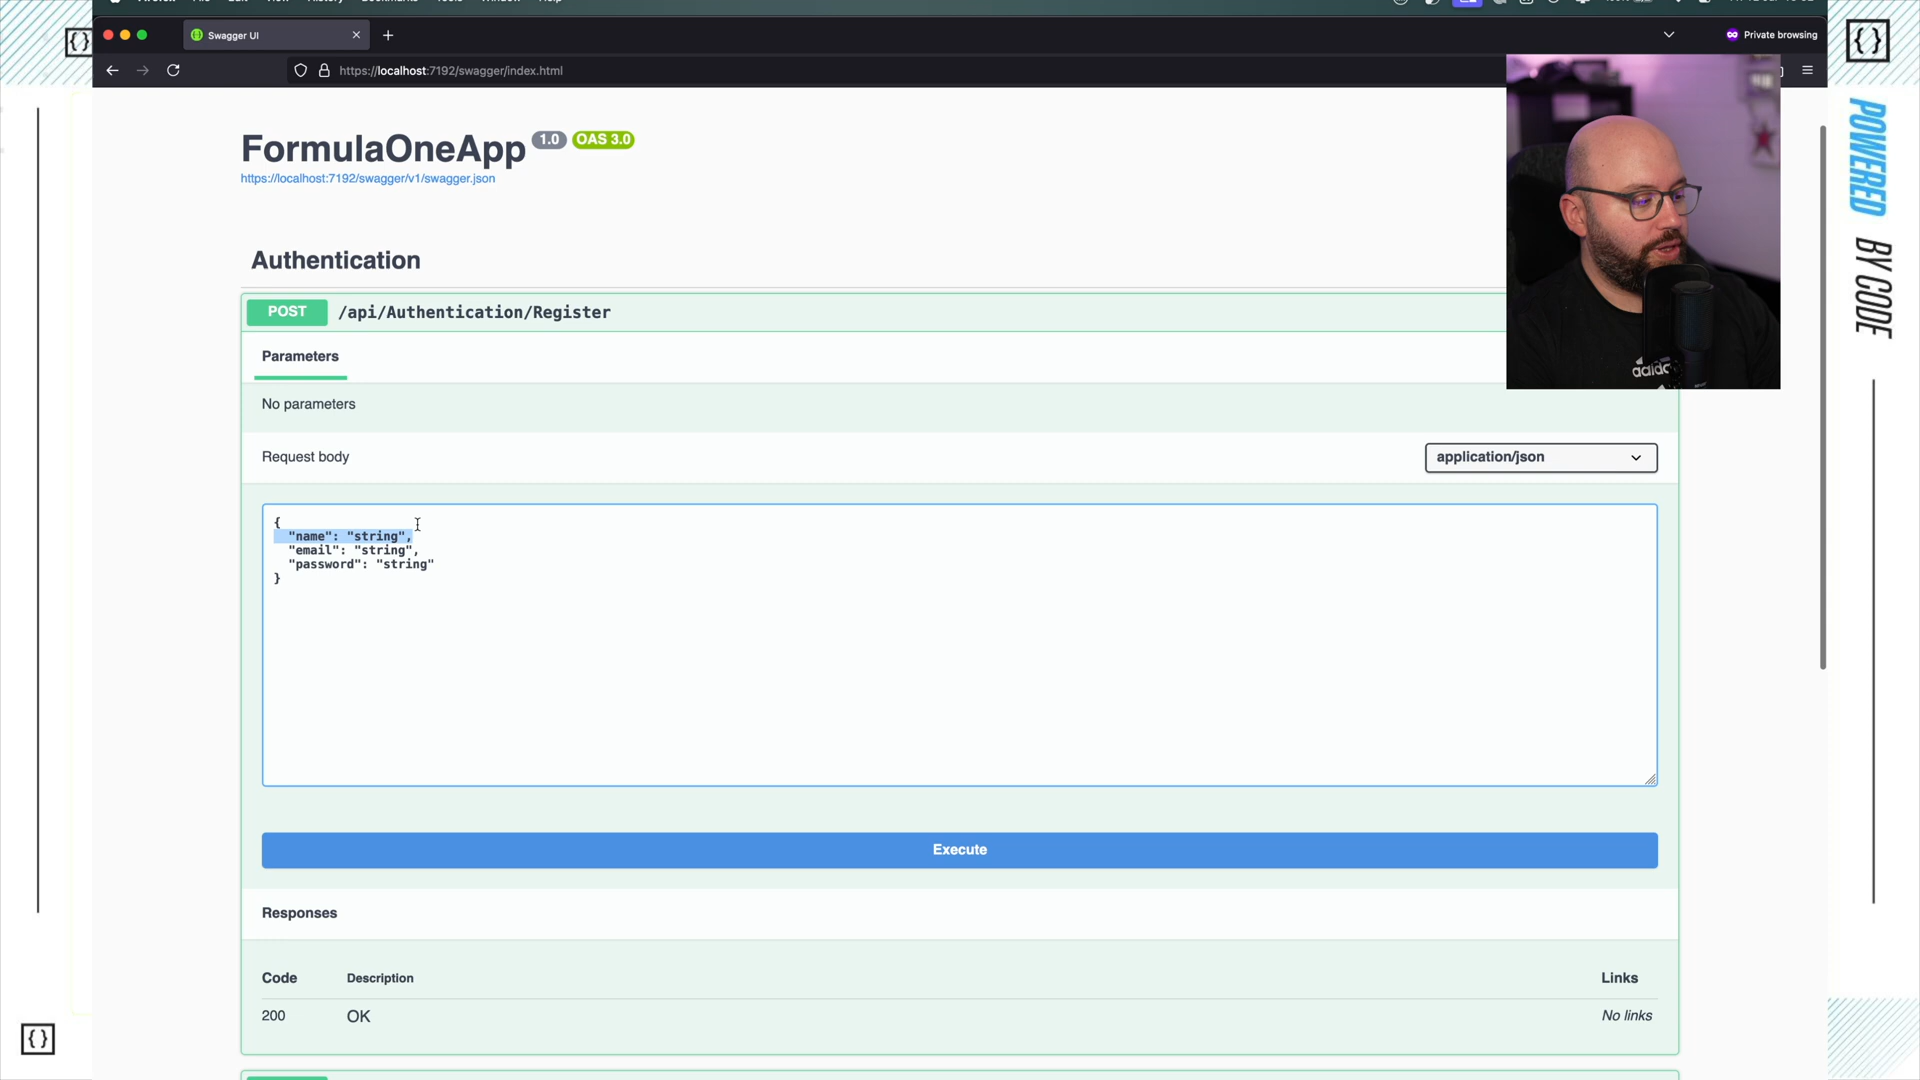 Swagger UI
Private browsing
https://localhost:7192/swagger/index.html
FormulaOneApp
1.0
OAS 3.0
https://localhost:7192/swagger/v1/swagger.json
Authentication
POST
/api/Authentication/Register
Parameters
No parameters
Request body
application/json
{
"name": "string",
"email": "string",
"password": "string"
}
Execute
Responses
Code
Description
Links
200
OK
No links
adidas
{}
{}
{}
POWERED
BY CODE